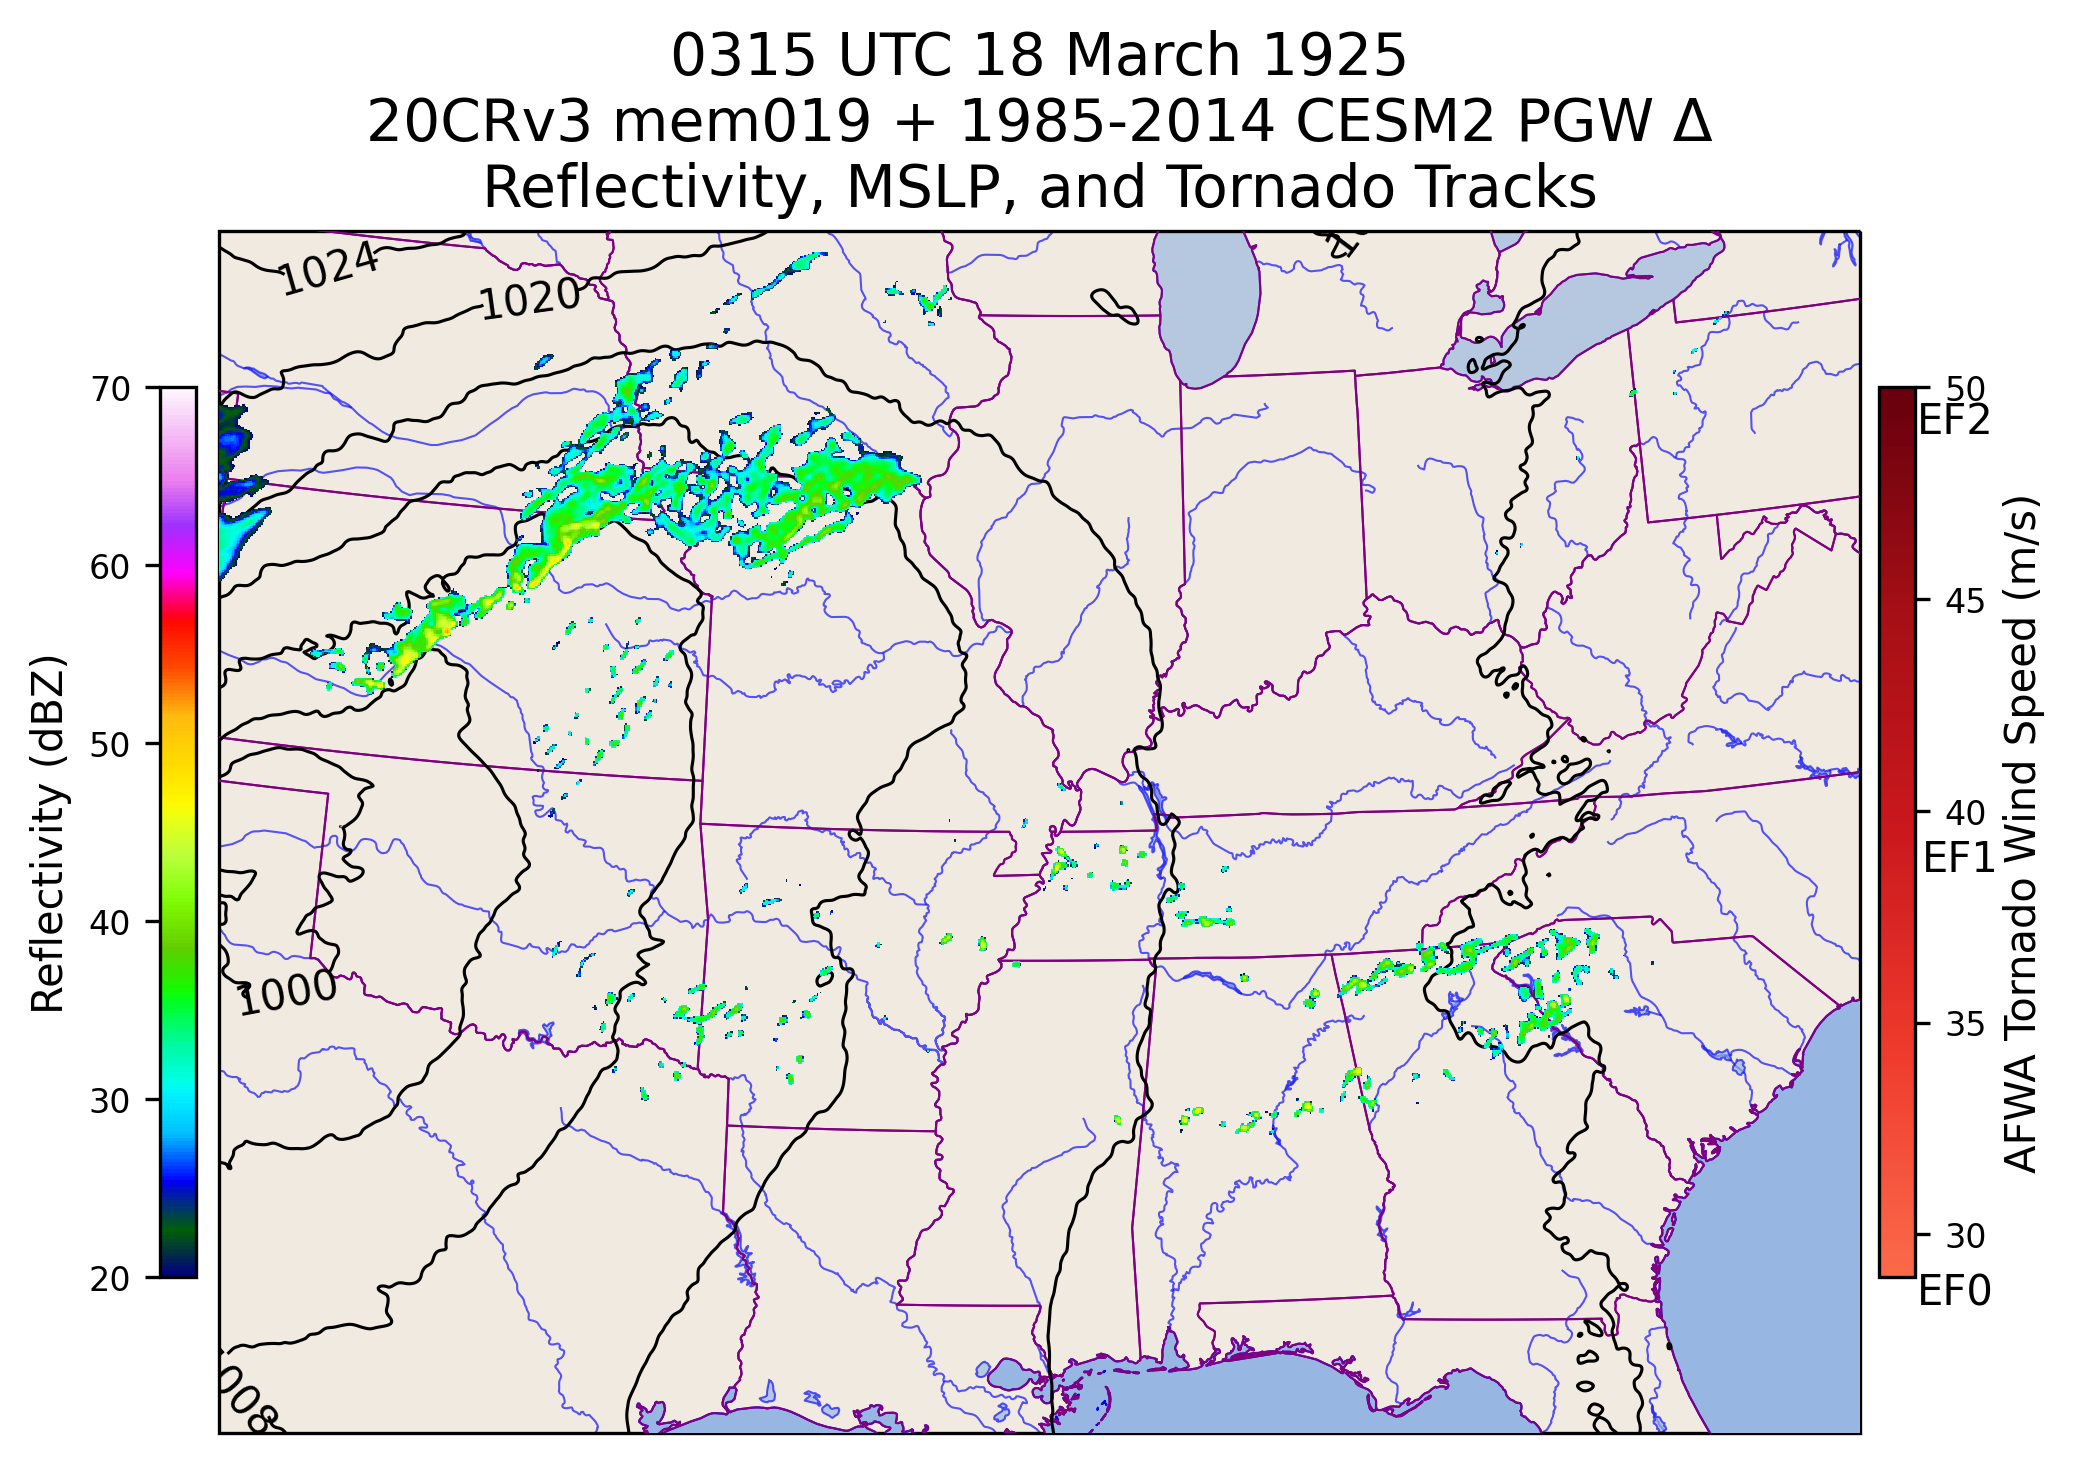 0315 UTC 18 March 1925
20CRv3 mem019 + 1985-2014 CESM2 PGW Δ
Reflectivity, MSLP, and Tornado Tracks
1024
1020
1000
008
70
60
50
40
30
20
Reflectivity (dBZ)
50
EF2
45
40
EF1
35
30
EF0
AFWA Tornado Wind Speed (m/s)